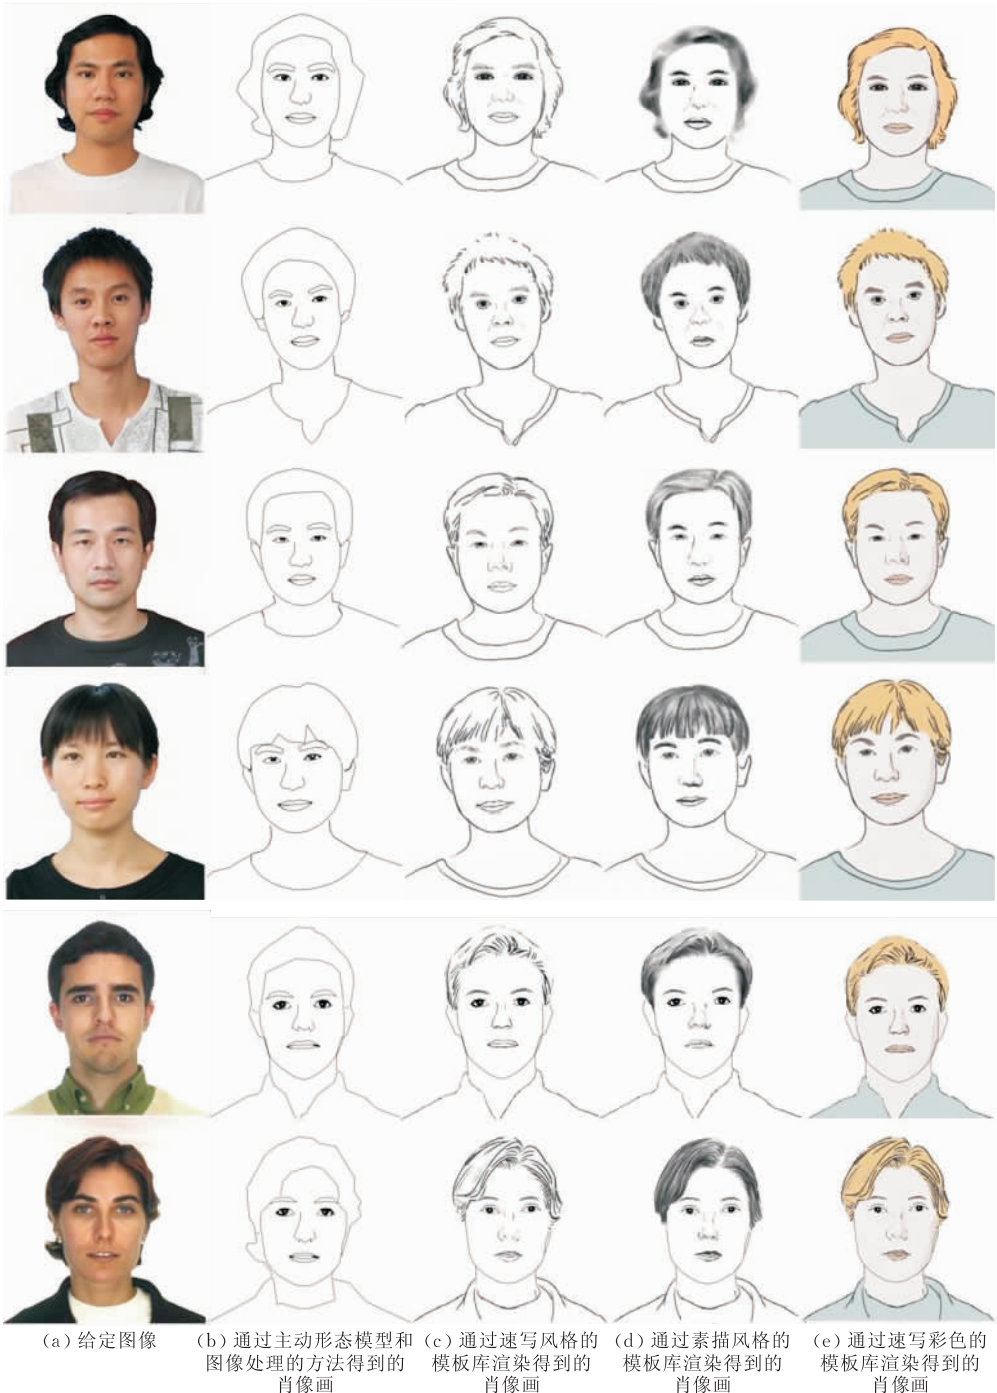 (a) 给定图像
(b) 通过主动形态模型和
图像处理的方法得到的
肖像画
(c) 通过速写风格的
模板库渲染得到的
肖像画
(d) 通过素描风格的
模板库渲染得到的
肖像画
(e) 通过速写彩色的
模板库渲染得到的
肖像画